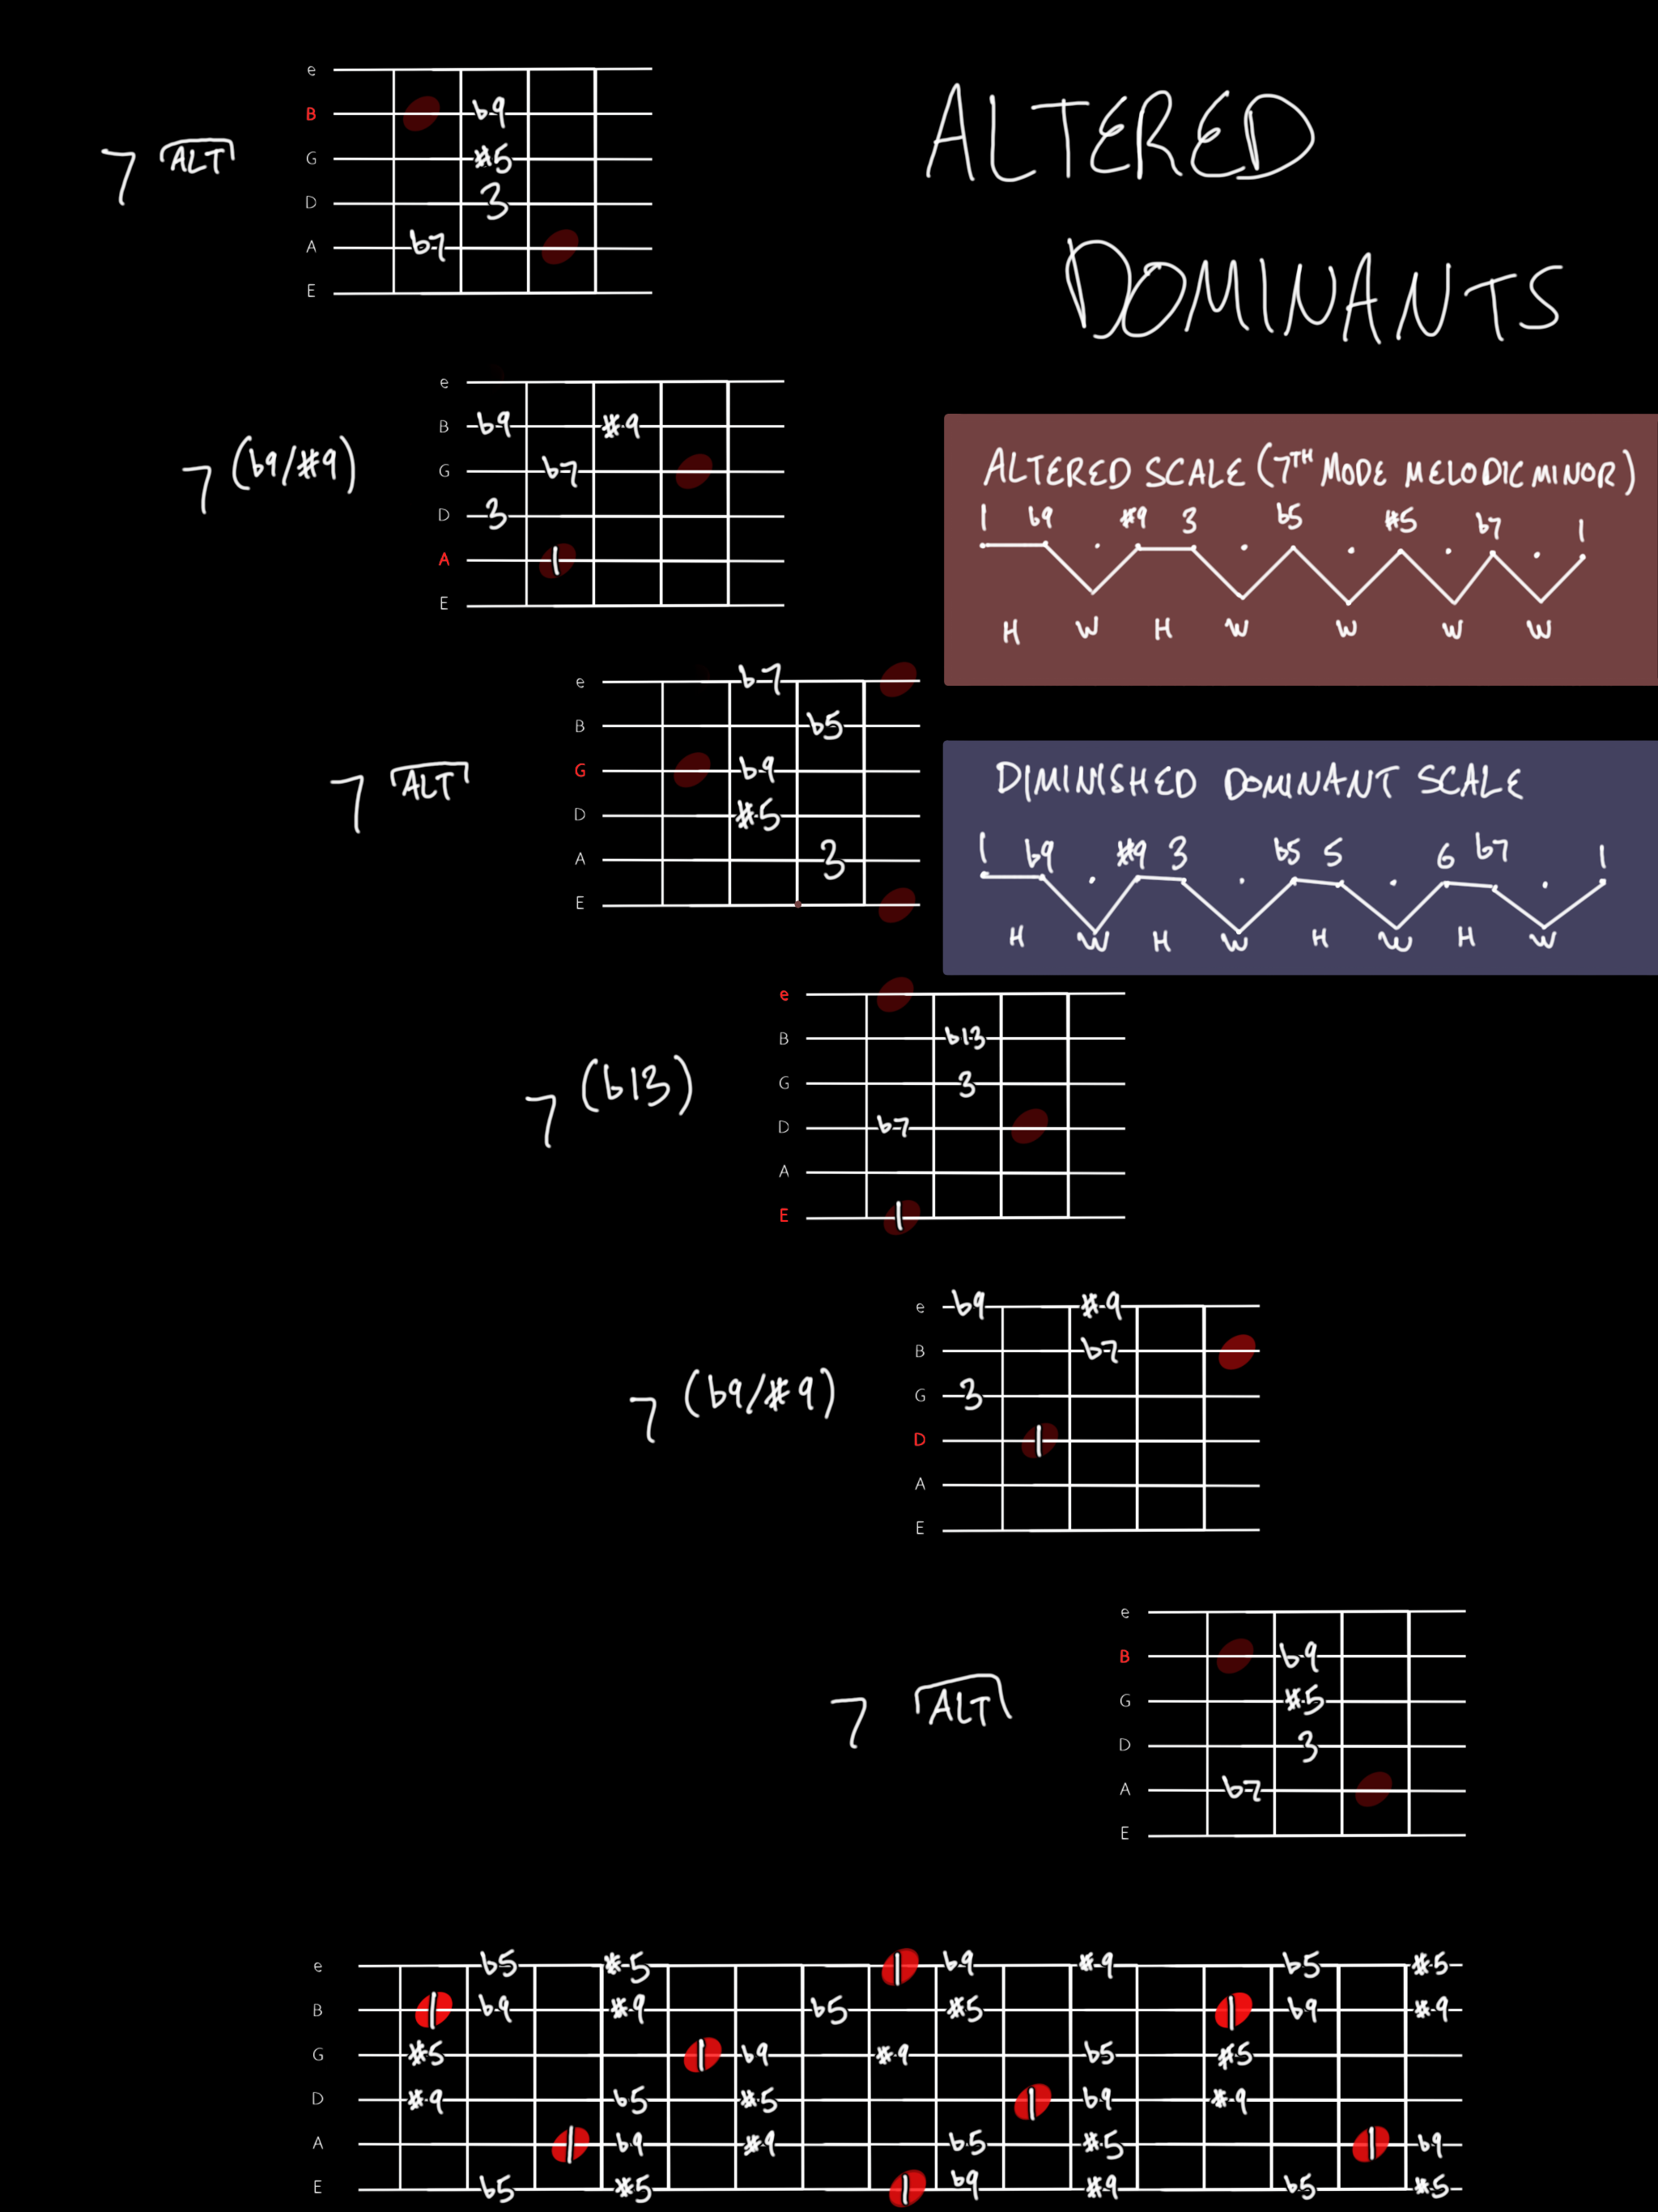 ALTERED
DOMINANTS
7 ALT
e
B b9
G #5
D 3
A b7
E
7 (b9/#9)
e
B b9 #9
G b7
D 3
A 1
E
ALTERED SCALE (7TH MODE MELODIC MINOR)
1 b9 #9 3 b5 #5 b7 1
H W H W W W W
7 ALT
e b7
B b5
G b9
D #5
A 3
E
DIMINISHED DOMINANT SCALE
1 b9 #9 3 b5 5 6 b7 1
H W H W H W H W
7 (b13)
e
B b13
G 3
D b7
A
E 1
7 (b9/#9)
e b9 #9
B b7
G 3
D 1
A
E
7 ALT
e
B b9
G #5
D 3
A b7
E
e b5 #5 1 b9 #9 b5 #5
B 1 b9 #9 b5 #5 1 b9 #9
G #5 1 b9 #9 b5 #5
D #9 b5 #5 1 b9 #9
A 1 b9 #9 b5 #5 1 b9
E b5 #5 1 b9 #9 b5 #5